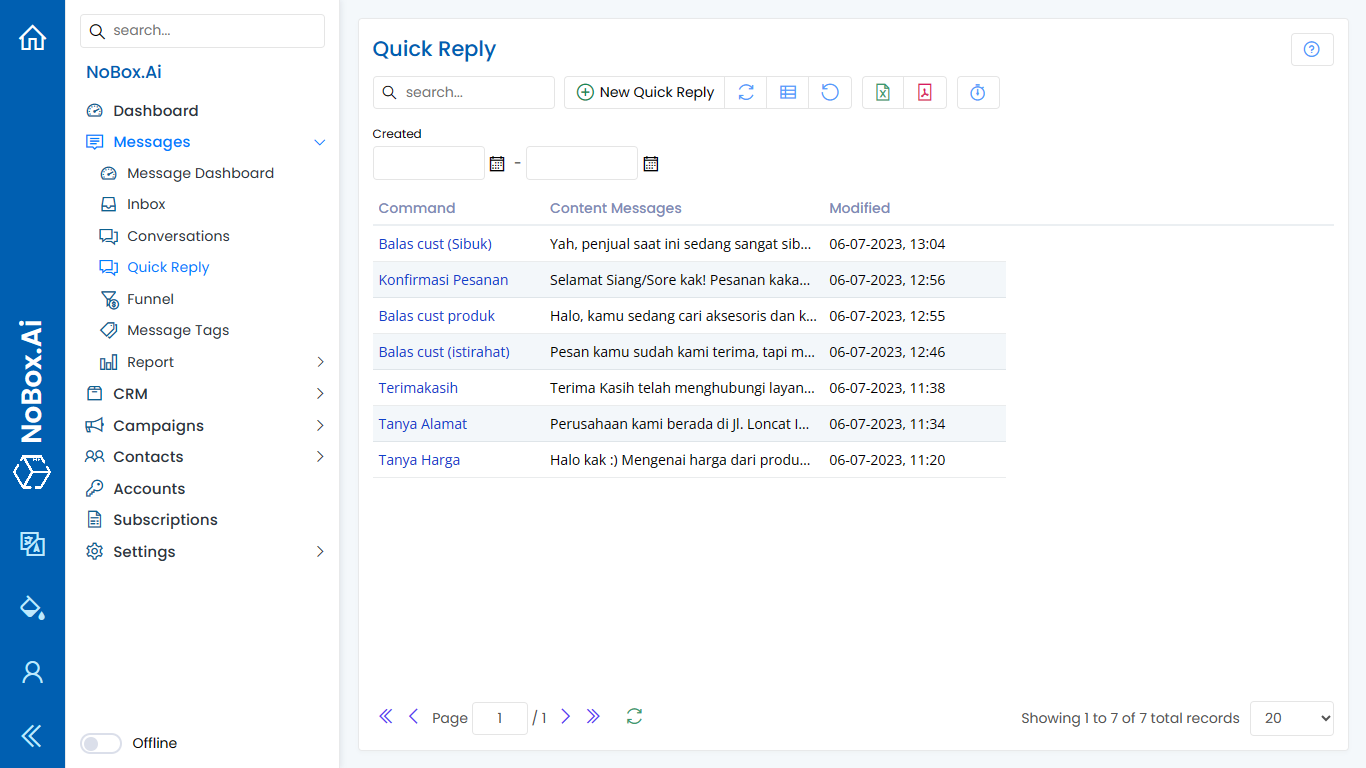 search...
NoBox.Ai
Dashboard
Messages
Message Dashboard
Inbox
Conversations
Quick Reply
Funnel
Message Tags
Report
CRM
Campaigns
Contacts
Accounts
Subscriptions
Settings
Offline
NoBox.Ai
Quick Reply
search... New Quick Reply
Created
-
Command Content Messages Modified
Balas cust (Sibuk) Yah, penjual saat ini sedang sangat sib... 06-07-2023, 13:04
Konfirmasi Pesanan Selamat Siang/Sore kak! Pesanan kaka... 06-07-2023, 12:56
Balas cust produk Halo, kamu sedang cari aksesoris dan k... 06-07-2023, 12:55
Balas cust (istirahat) Pesan kamu sudah kami terima, tapi m... 06-07-2023, 12:46
Terimakasih Terima Kasih telah menghubungi layan... 06-07-2023, 11:38
Tanya Alamat Perusahaan kami berada di Jl. Loncat I... 06-07-2023, 11:34
Tanya Harga Halo kak :) Mengenai harga dari produ... 06-07-2023, 11:20
Page 1 / 1 Showing 1 to 7 of 7 total records 20